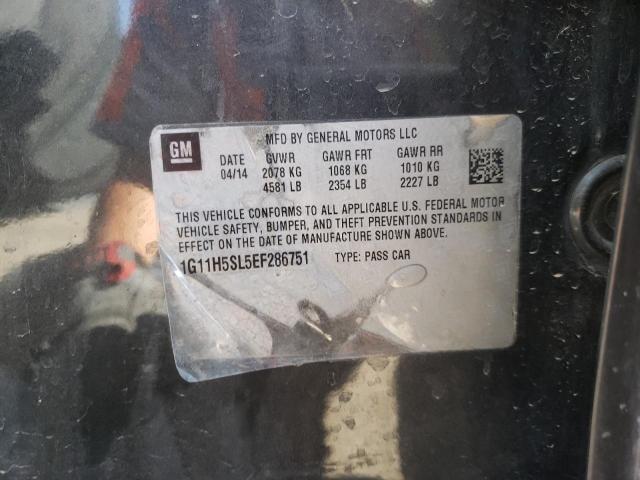 MFD BY GENERAL MOTORS LLC
GM
DATE GVWR GAWR FRT GAWR RR
04/14 2078 KG 1068 KG 1010 KG
4581 LB 2354 LB 2227 LB
THIS VEHICLE CONFORMS TO ALL APPLICABLE U.S. FEDERAL MOTOR
VEHICLE SAFETY, BUMPER, AND THEFT PREVENTION STANDARDS IN
EFFECT ON THE DATE OF MANUFACTURE SHOWN ABOVE.
1G11H5SL5EF286751 TYPE: PASS CAR